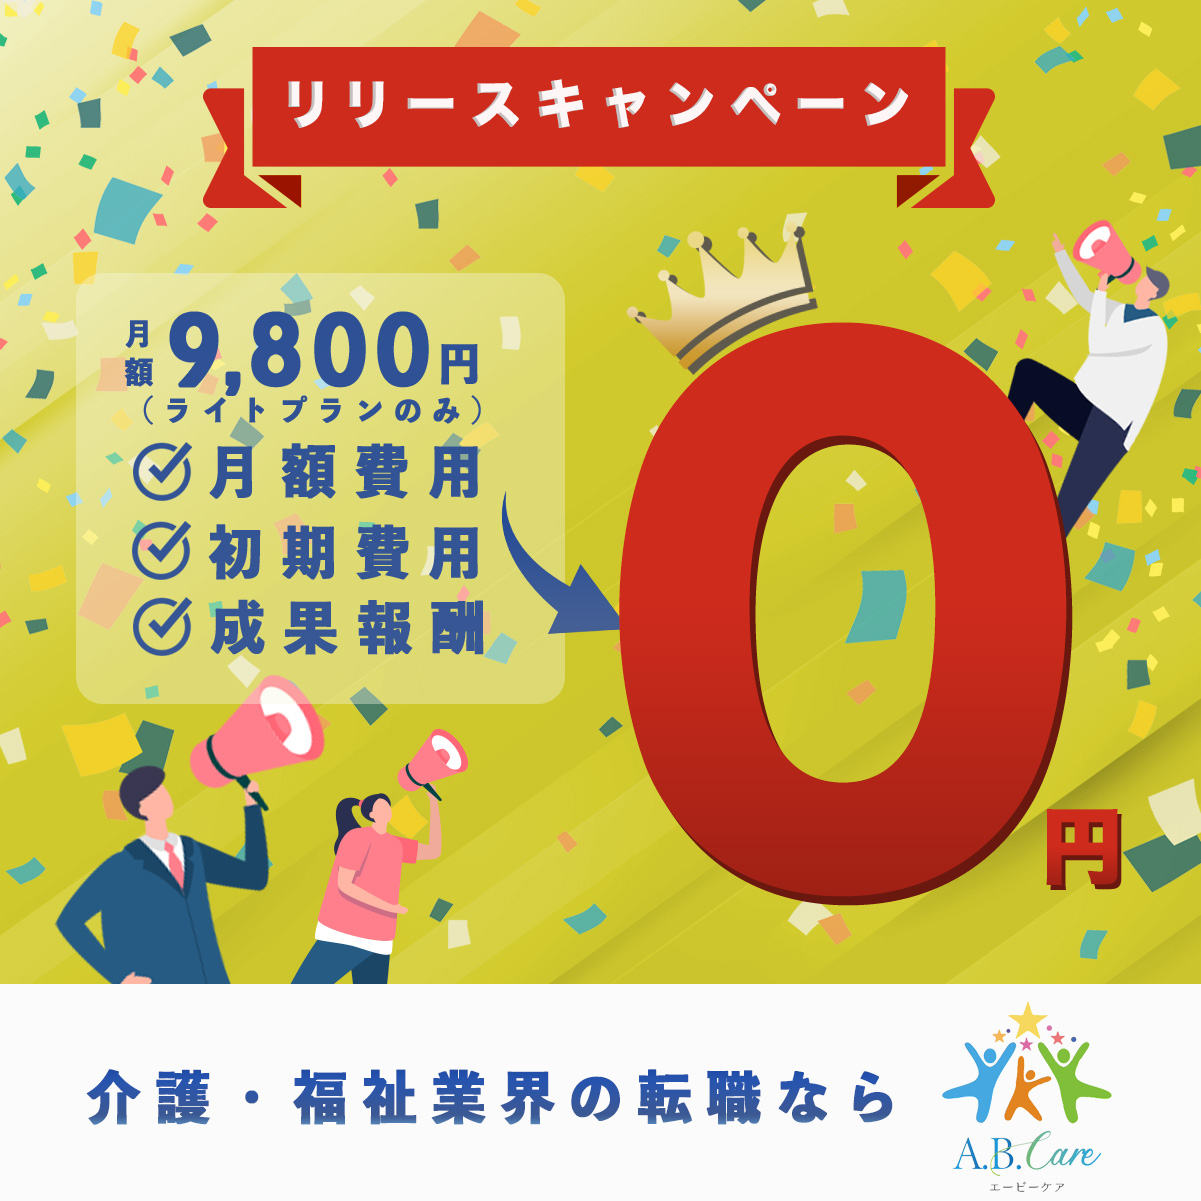 リリースキャンペーン
月額9,800円
（ライトプランのみ）
月額費用
初期費用
成果報酬
0円
介護・福祉業界の転職なら
A.B.Care
エービーケア